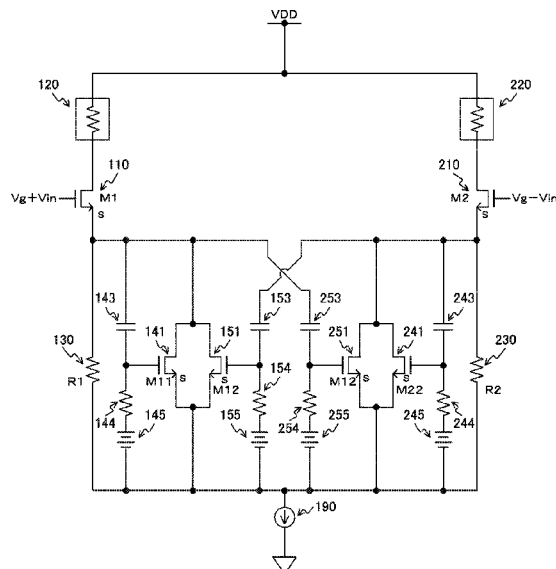 VDD
120
220
110
210
Vg+Vin
M1
S
M2
S
Vg−Vin
143
153
253
243
130
141
151
251
241
230
154
R1
M11
S
M12
S
M12
S
M22
S
R2
144
145
155
254
255
245
244
190